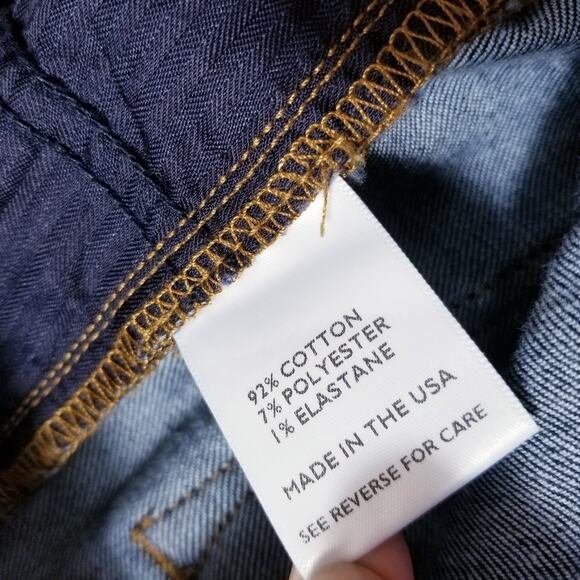 92% COTTON
7% POLYESTER
1% ELASTANE
MADE IN THE USA
SEE REVERSE FOR CARE